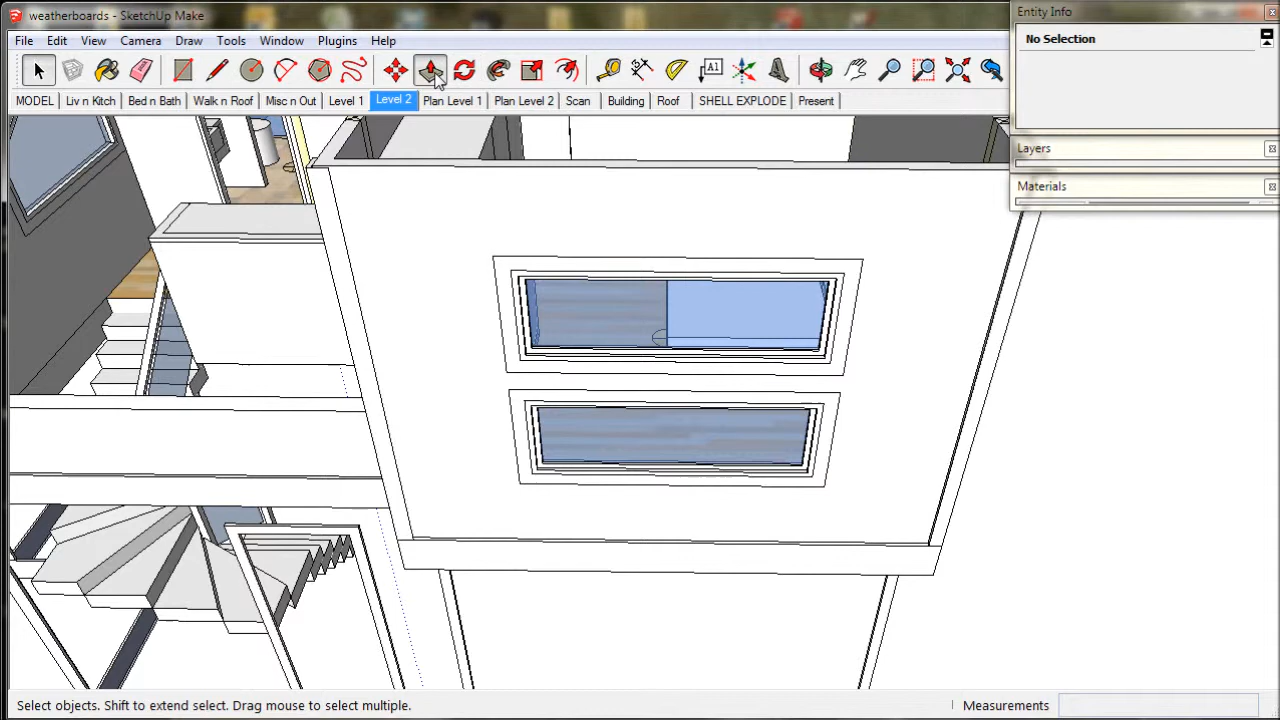 weatherboards - SketchUp Make
Entity Info
No Selection
File Edit View Camera Draw Tools Window Plugins Help
A1
MODEL Liv n Kitch Bed n Bath Walk n Roof Misc n Out Level 1 Level 2 Plan Level 1 Plan Level 2 Scan Building Roof SHELL EXPLODE Present
Layers
Materials
Select objects. Shift to extend select. Drag mouse to select multiple.
Measurements